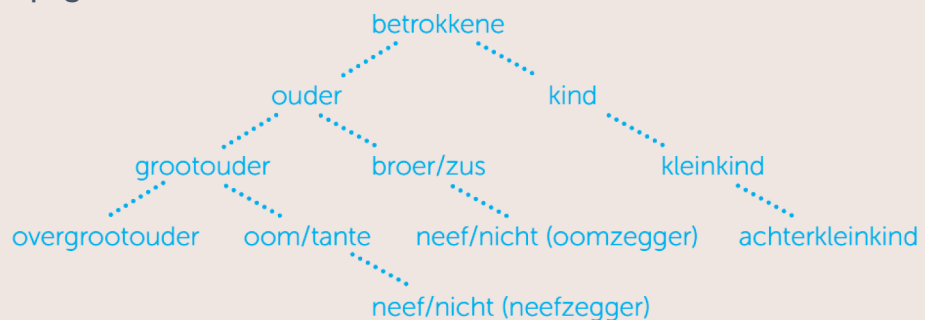 betrokkene
ouder kind
grootouder broer/zus kleinkind
overgrootouder oom/tante neef/nicht (oomzegger) achterkleinkind
neef/nicht (neefzegger)